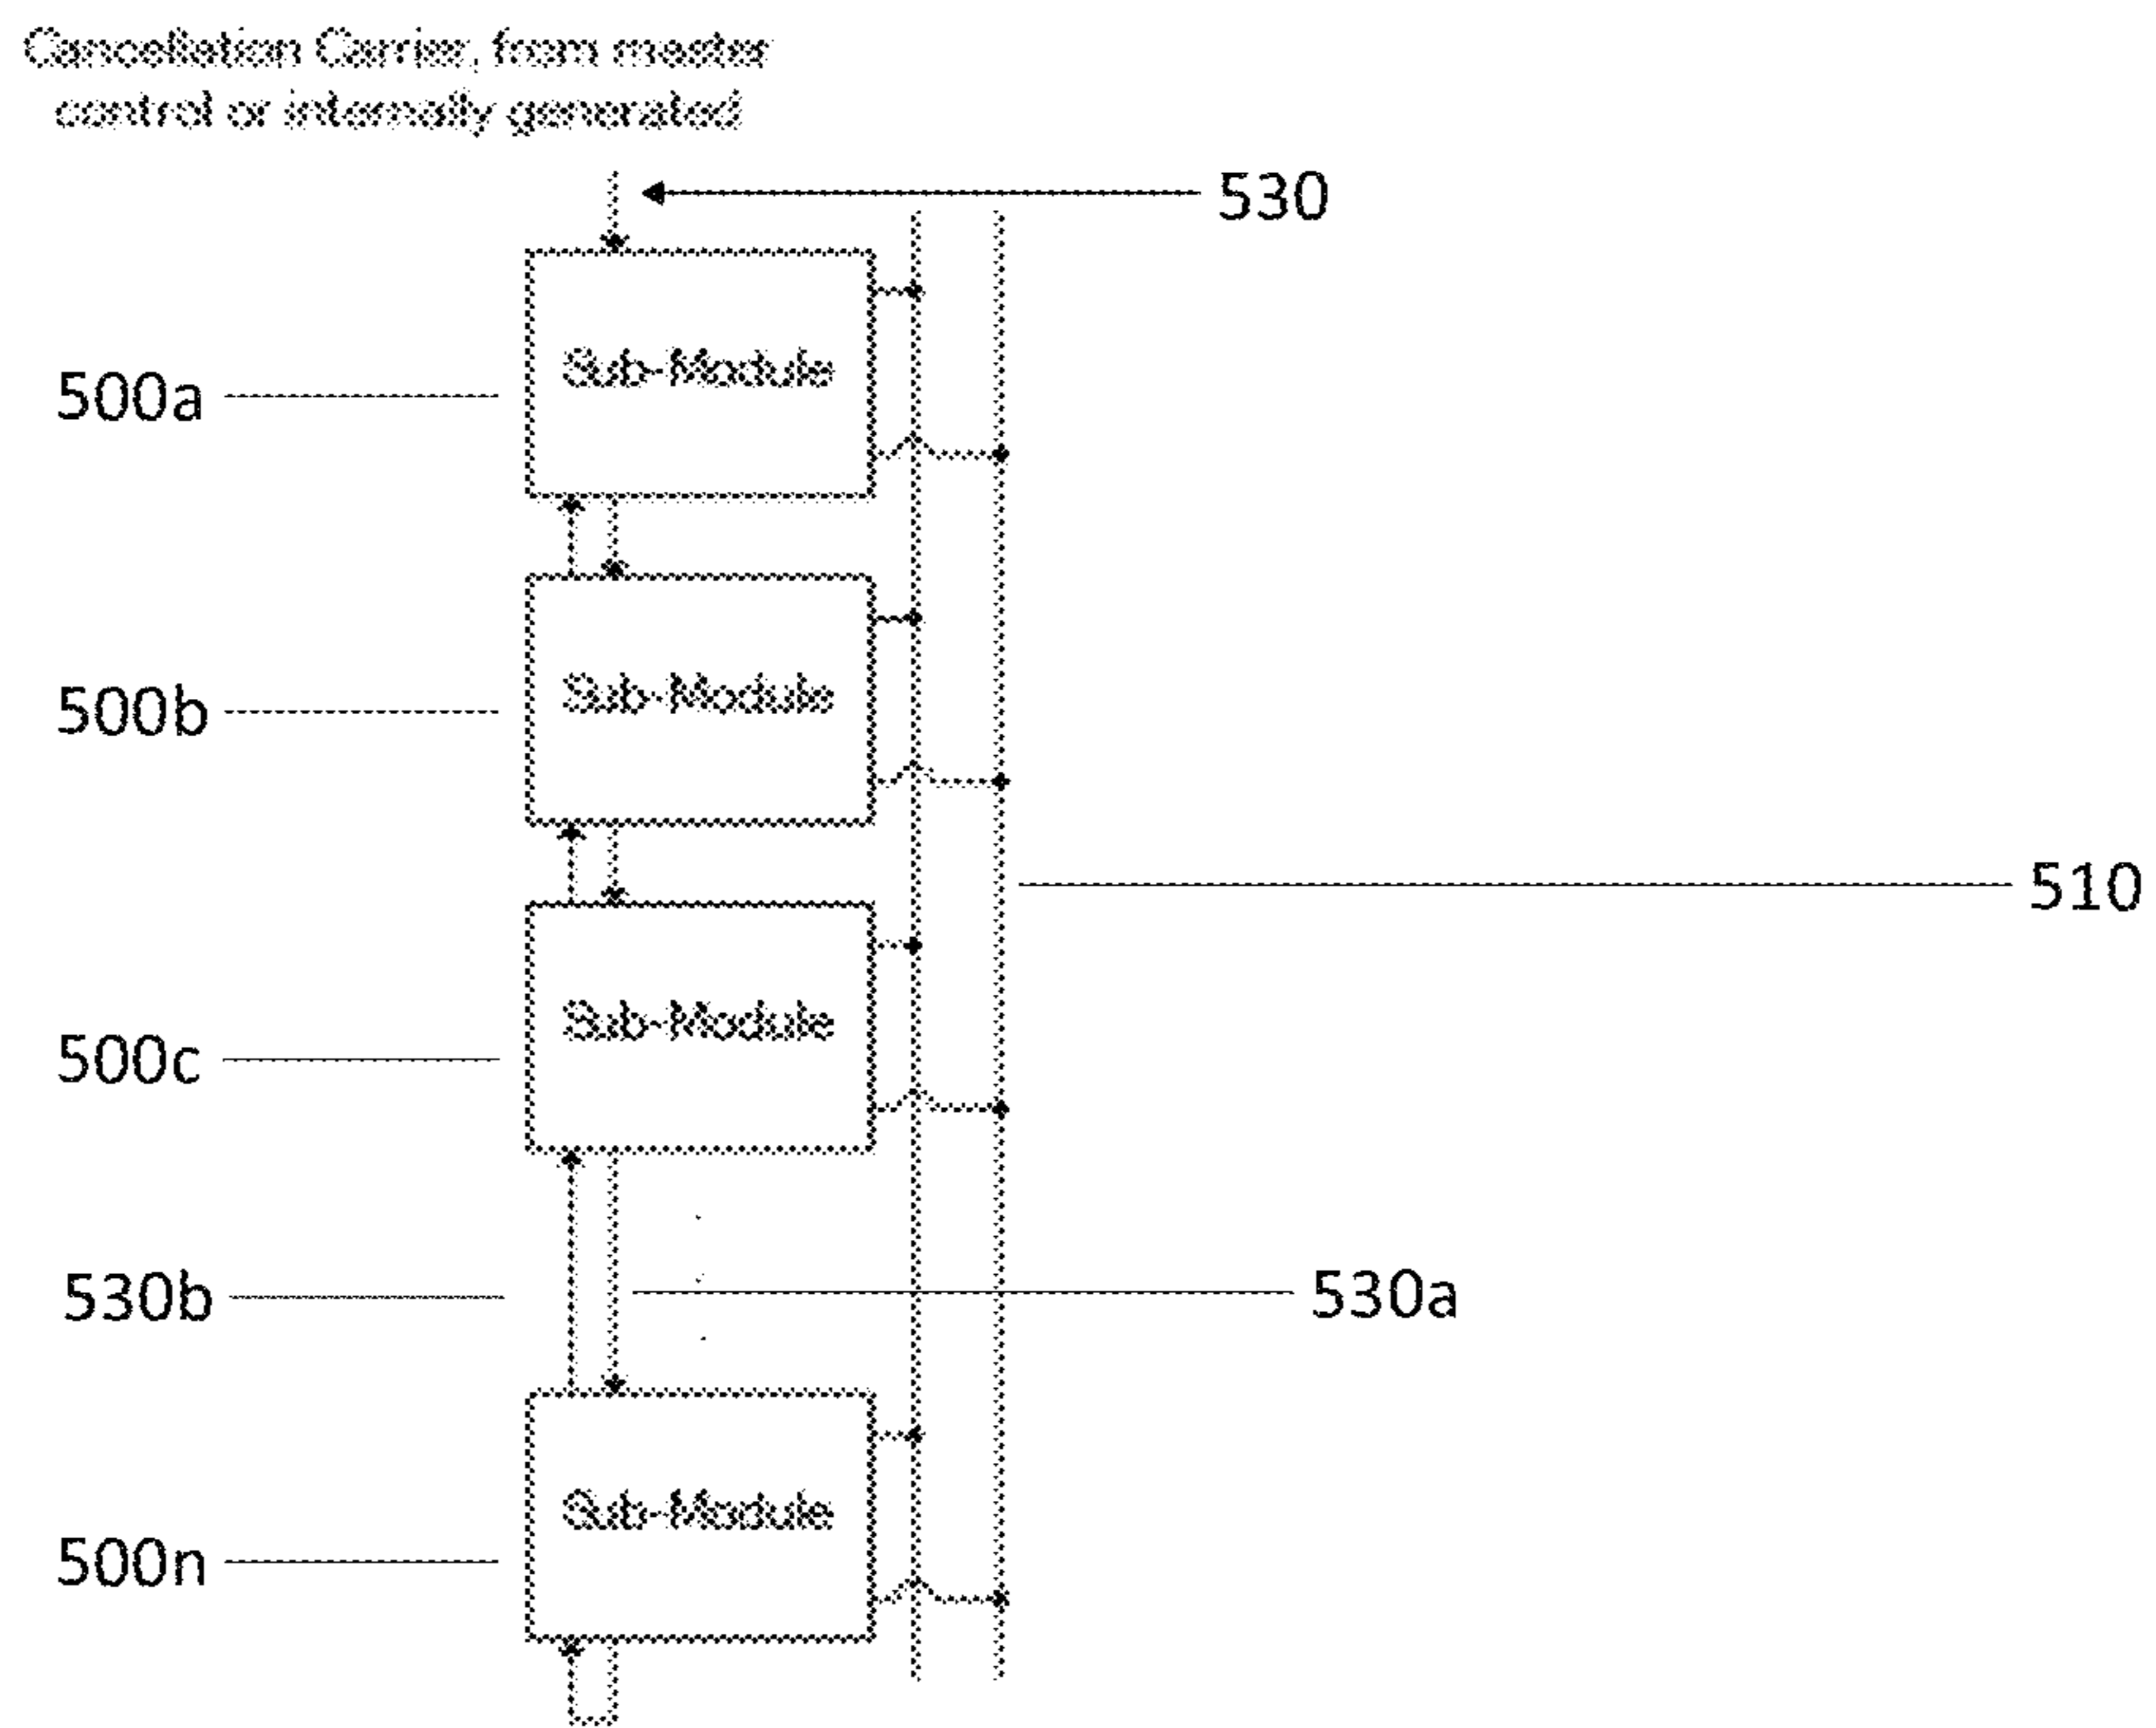 Cancellation Carrier, from master
control or internally generated
530
Sub-Module
500a
Sub-Module
500b
510
Sub-Module
500c
530b
530a
Sub-Module
500n